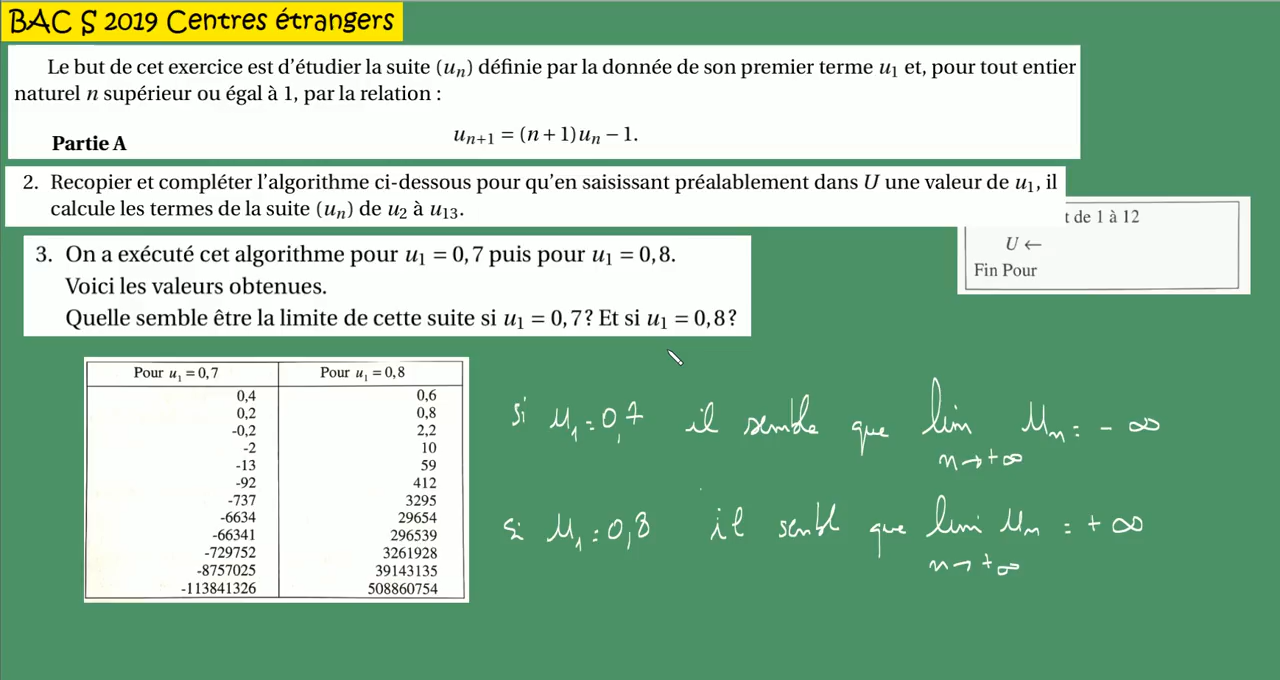 BAC S 2019 Centres étrangers
Le but de cet exercice est d'étudier la suite (uₙ) définie par la donnée de son premier terme u₁ et, pour tout entier
naturel n supérieur ou égal à 1, par la relation :
uₙ₊₁ = (n+1)uₙ − 1.
Partie A
2. Recopier et compléter l'algorithme ci-dessous pour qu'en saisissant préalablement dans U une valeur de u₁, il
calcule les termes de la suite (uₙ) de u₂ à u₁₃.
t de 1 à 12
U ←
Fin Pour
3. On a exécuté cet algorithme pour u₁ = 0,7 puis pour u₁ = 0,8.
Voici les valeurs obtenues.
Quelle semble être la limite de cette suite si u₁ = 0,7? Et si u₁ = 0,8?
Pour u₁ = 0,7 Pour u₁ = 0,8
0,4 0,6
0,2 0,8
-0,2 2,2
-2 10
-13 59
-92 412
-737 3295
-6634 29654
-66341 296539
-729752 3261928
-8757025 39143135
-113841326 508860754
si u₁ = 0,7 il semble que lim uₙ = - ∞
n→+∞
si u₁ = 0,8 il sembl que lim uₙ = + ∞
n→+∞